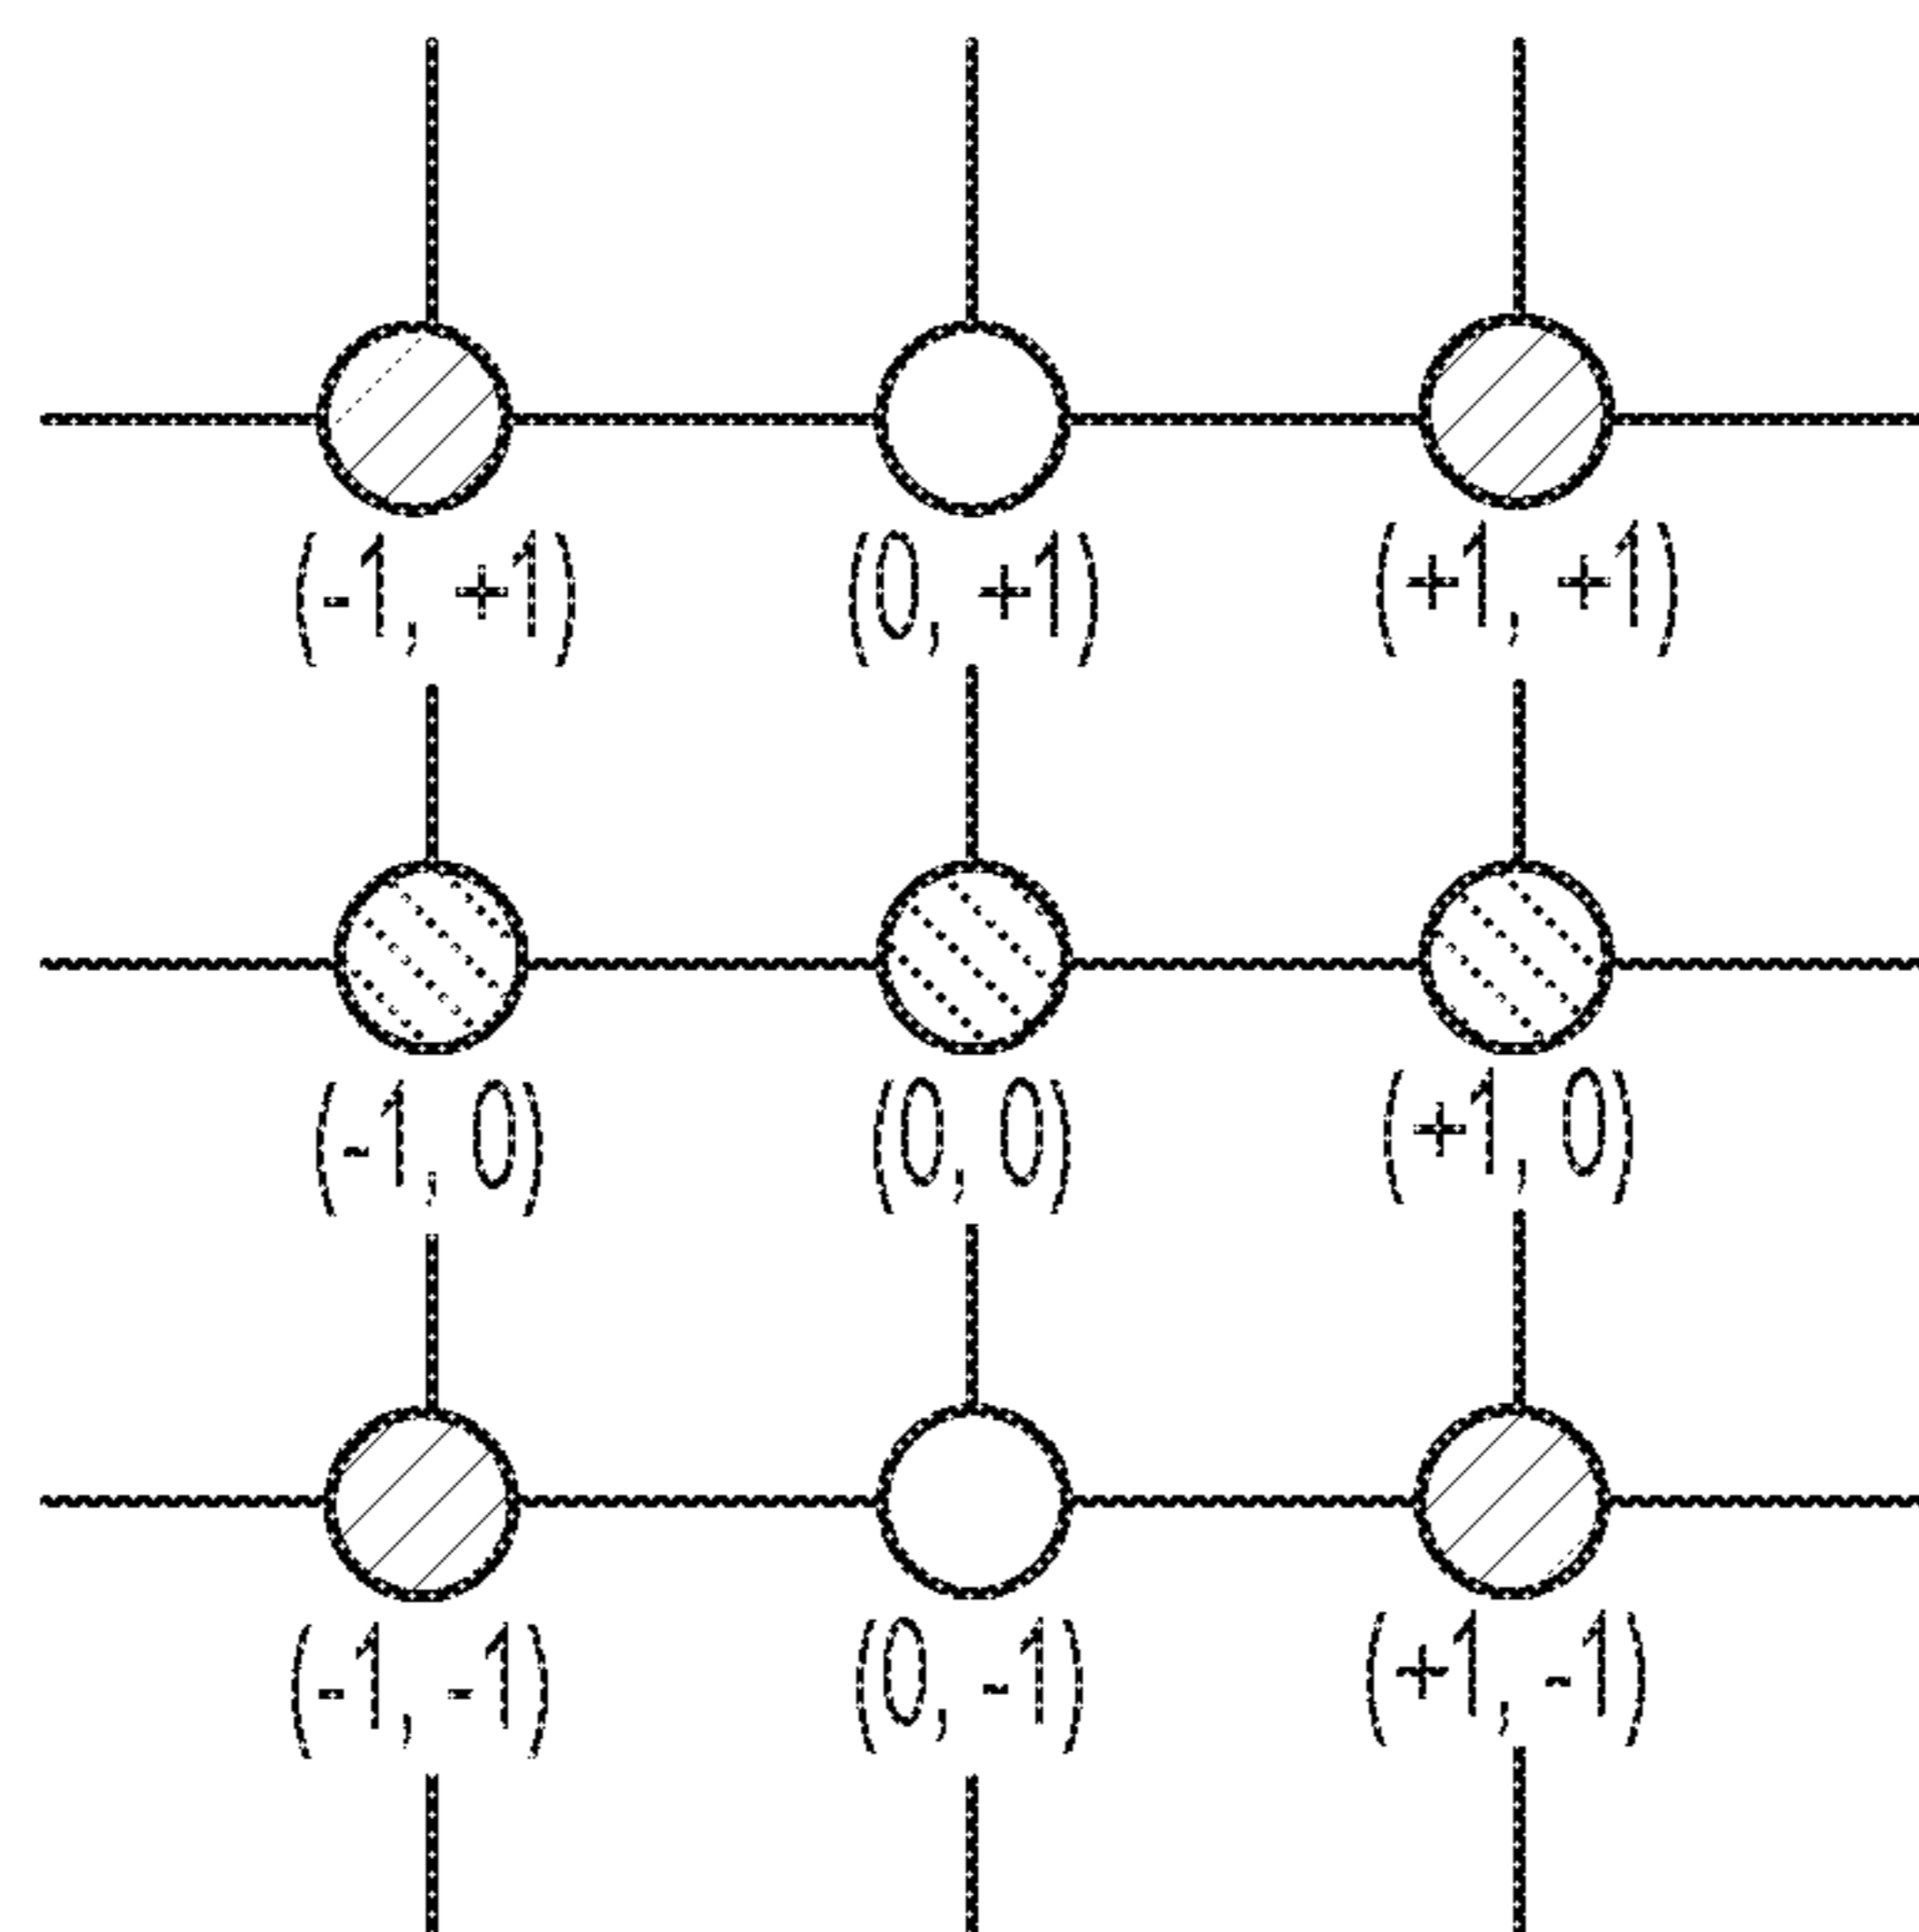 (-1, +1) (0, +1) (+1, +1)
(-1, 0) (0, 0) (+1, 0)
(-1, -1) (0, -1) (+1, -1)